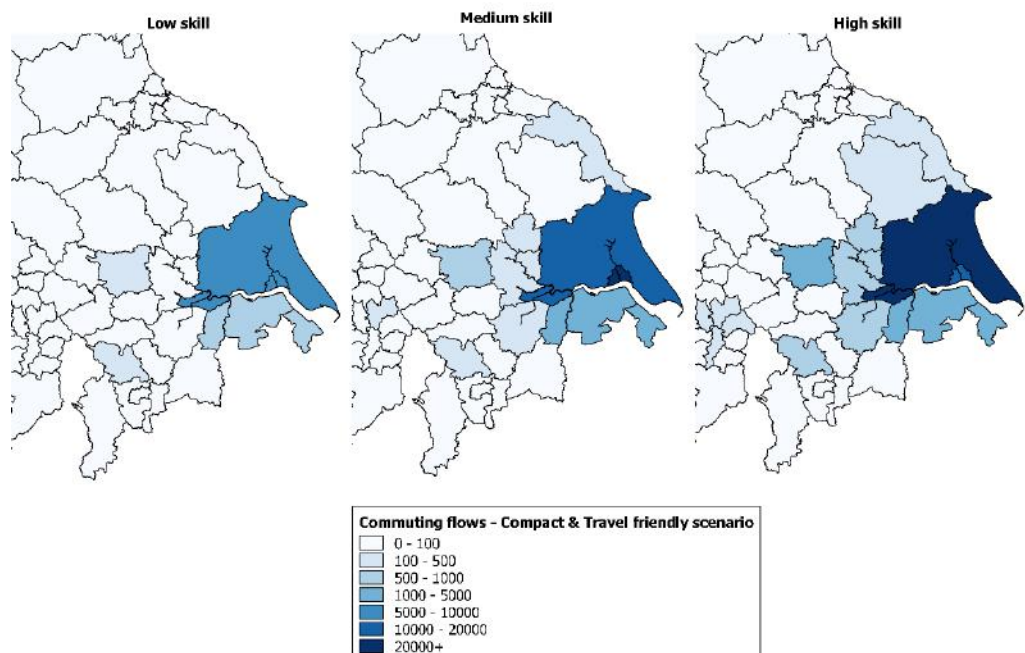 Low skill
Medium skill
High skill
Commuting flows - Compact & Travel friendly scenario
0 - 100
100 - 500
500 - 1000
1000 - 5000
5000 - 10000
10000 - 20000
20000+